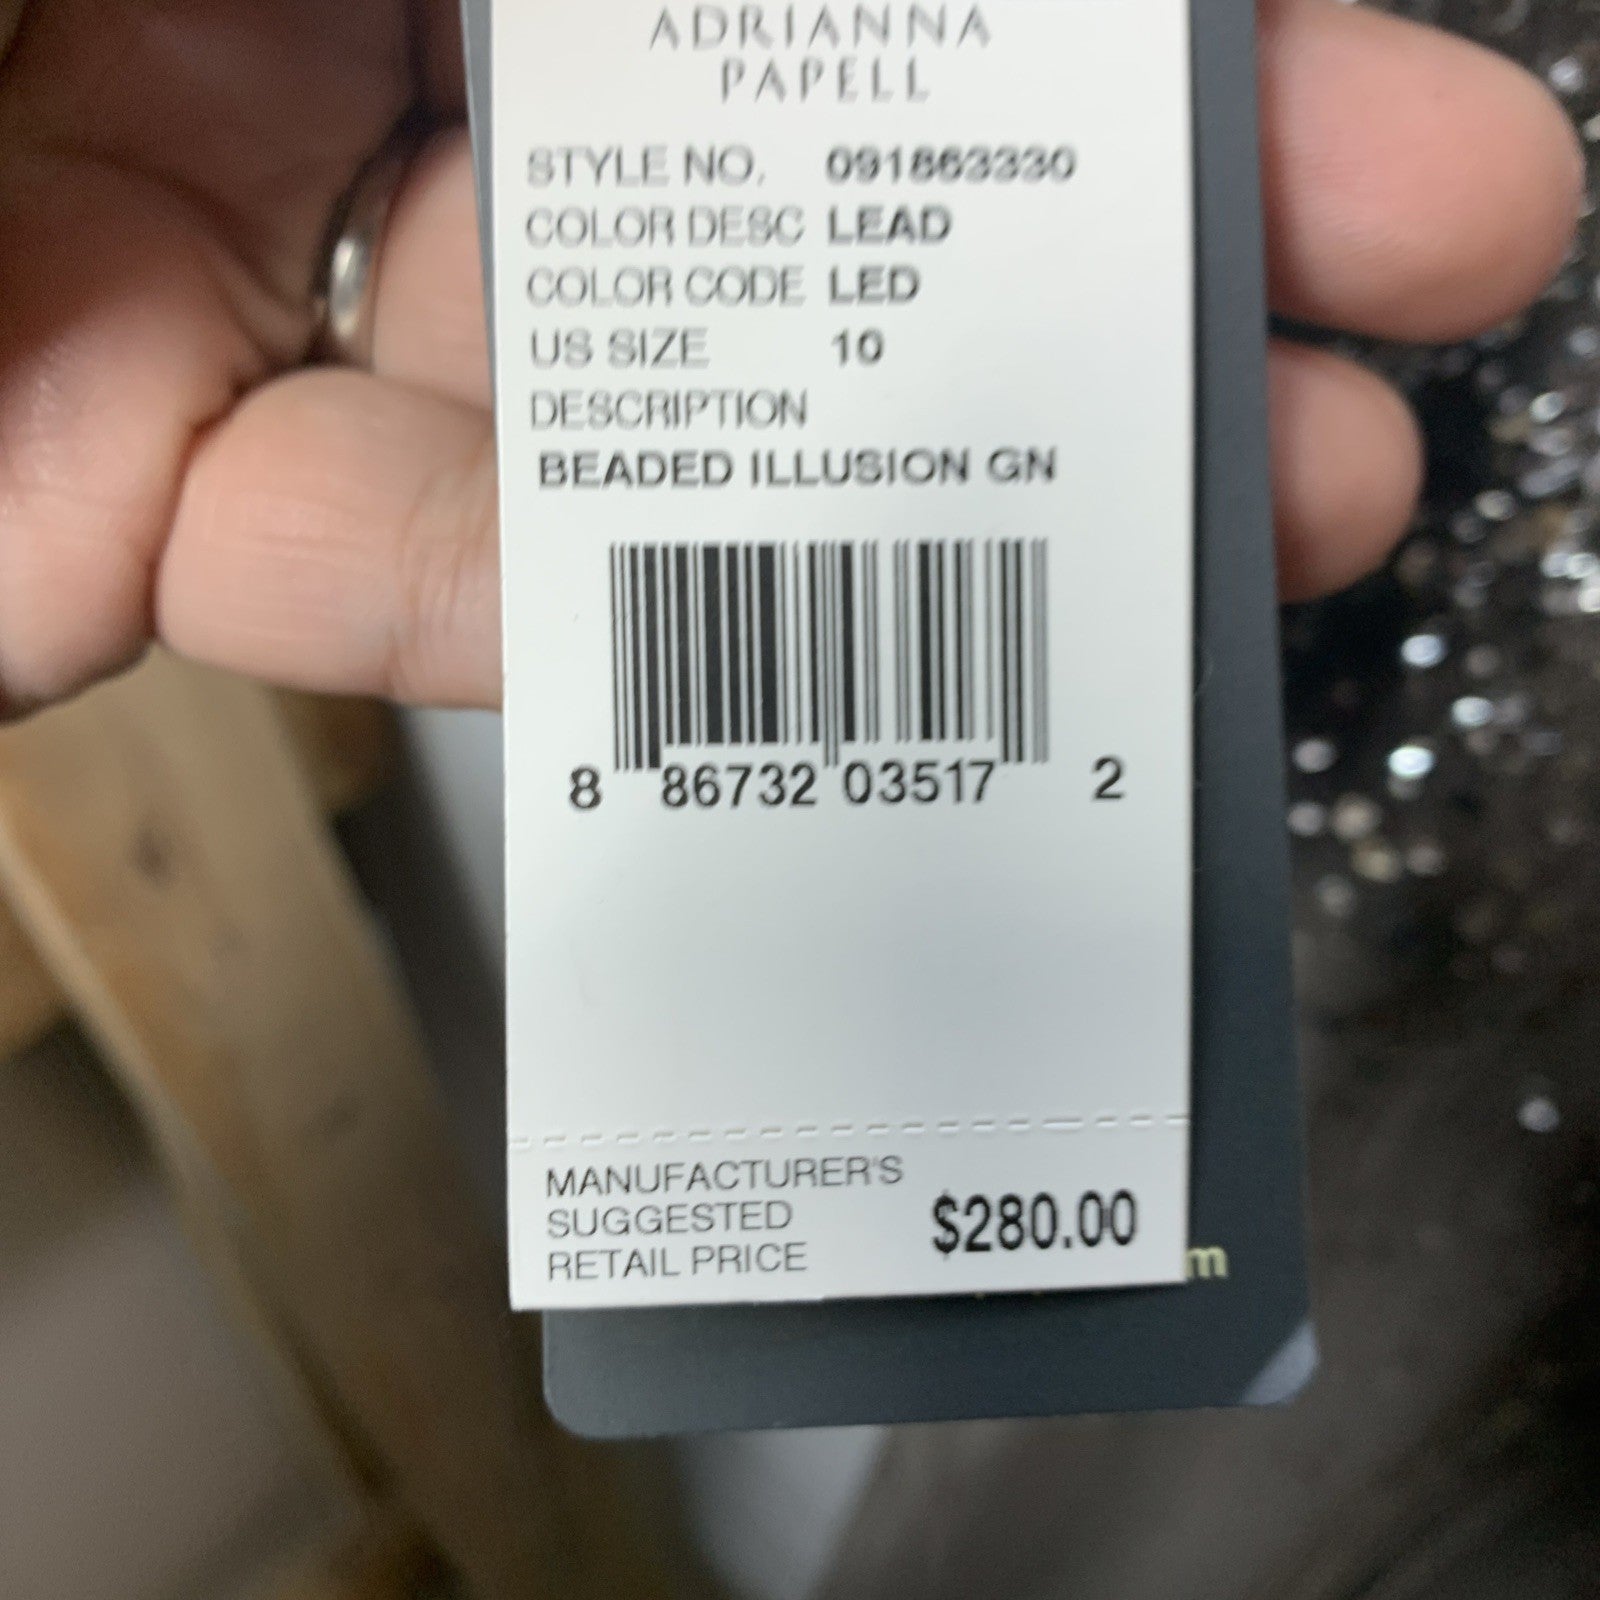 ADRIANNA
PAPELL
STYLE NO. 091863330
COLOR DESC LEAD
COLOR CODE LED
US SIZE 10
DESCRIPTION
BEADED ILLUSION GN
8 86732 03517 2
MANUFACTURER'S
SUGGESTED
RETAIL PRICE
$280.00
m